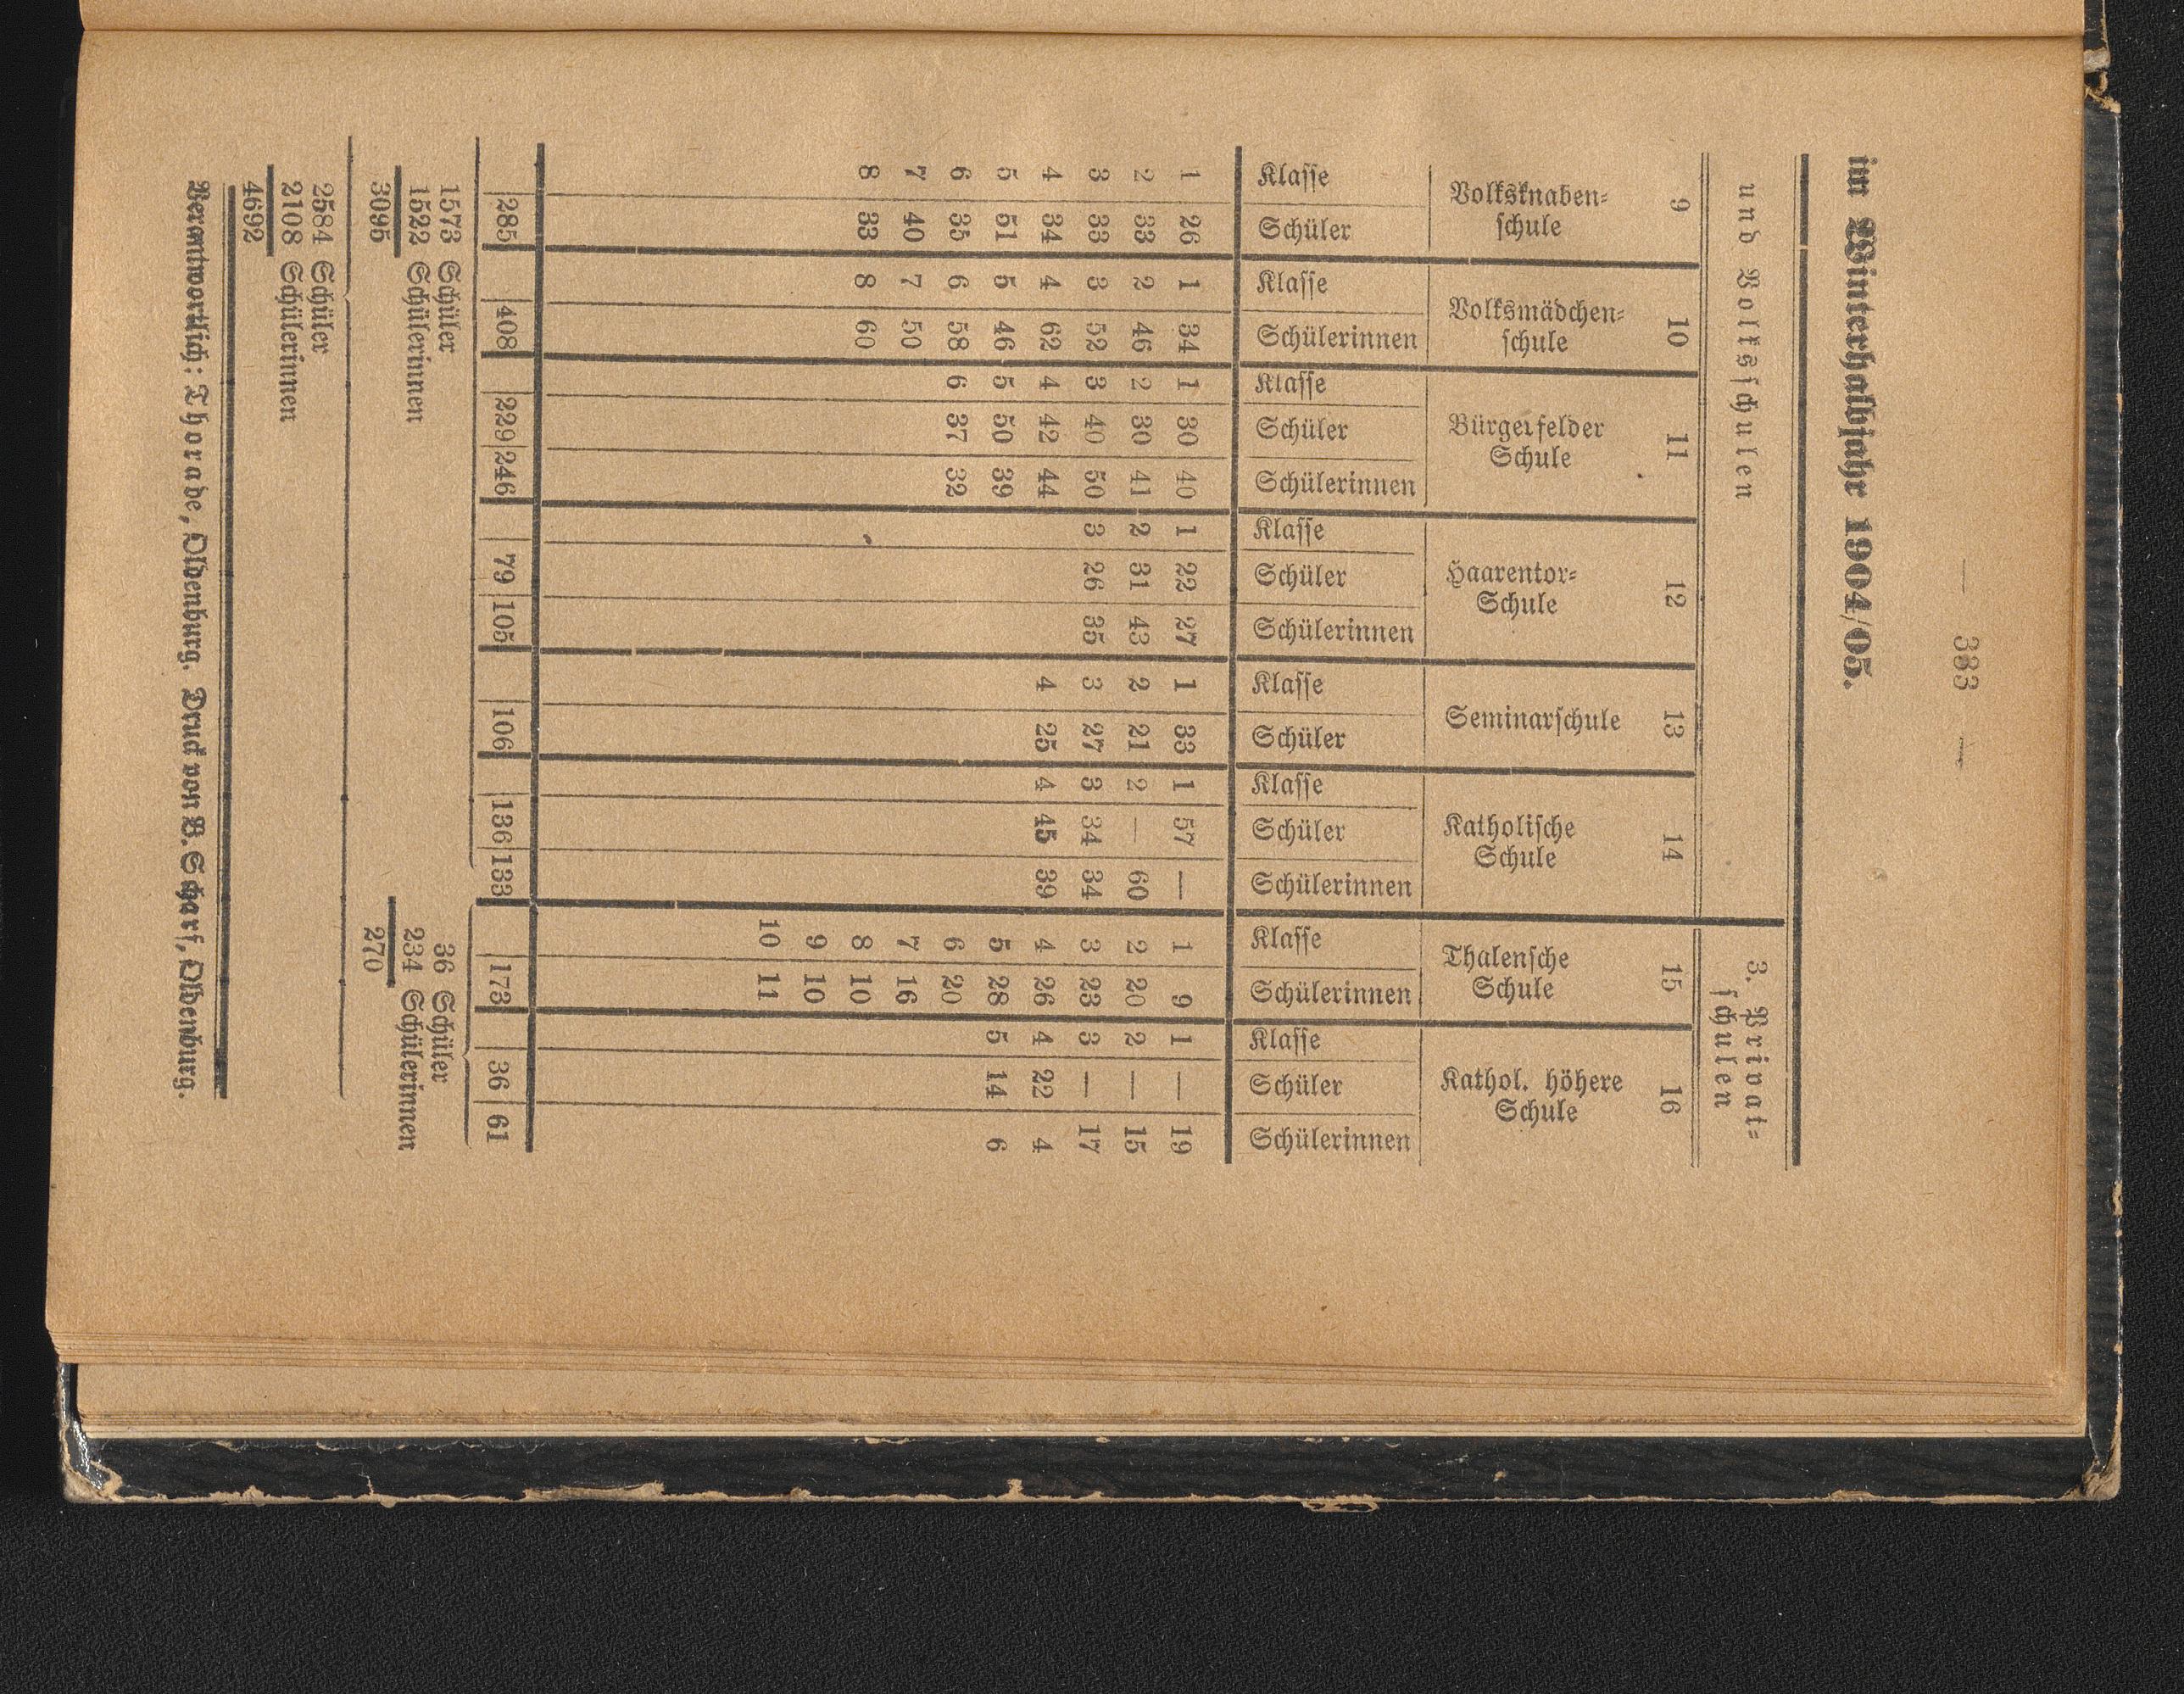 — 383 —
im Winterhalbjahr 1904/05.
und Volksschulen
3. Privat-
schulen
9 10 11 12 13 14 15 16
Volksknaben-
schule
Volksmädchen-
schule
Bürgerfelder
Schule
Haarentor-
Schule
Seminarschule
Katholische
Schule
Thalensche
Schule
Kathol. höhere
Schule
Klasse Schüler Klasse Schülerinnen Klasse Schüler Schülerinnen Klasse Schüler Schülerinnen Klasse Schüler Klasse Schüler Schülerinnen Klasse Schülerinnen Klasse Schüler Schülerinnen
1 26 1 34 1 30 40 1 22 27 1 33 1 57 — 1 9 1 — 19
2 33 2 46 2 30 41 2 31 43 2 21 2 — 60 2 20 2 — 15
3 33 3 52 3 40 50 3 26 35 3 27 3 34 34 3 23 3 — 17
4 34 4 62 4 42 44 4 25 4 45 39 4 26 4 22 4
5 51 5 46 5 50 39 5 28 5 14 6
6 35 6 58 6 37 32 6 20
7 40 7 50 7 16
8 33 8 60 8 10
9 10
10 11
285 408 229 246 79 105 106 136 133 173 36 61
1573 Schüler
1522 Schülerinnen
3095
36 Schüler
234 Schülerinnen
270
2584 Schüler
2108 Schülerinnen
4692
Verantwortlich: Thorade, Oldenburg. Druck von B. Scharf, Oldenburg.